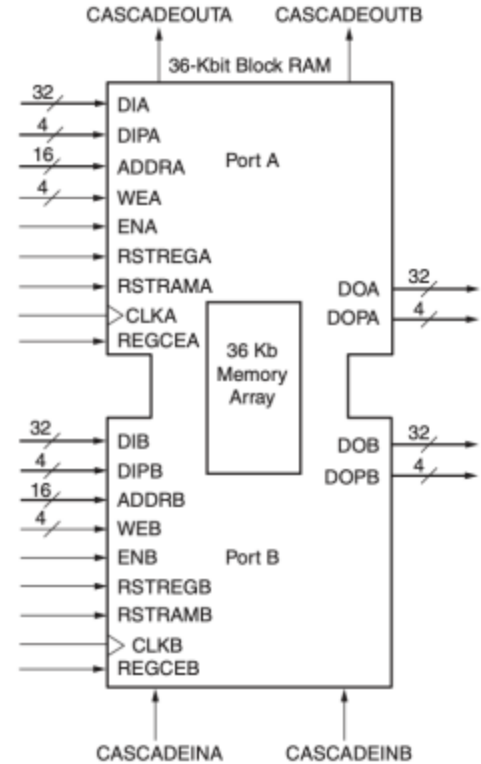 CASCADEOUTA CASCADEOUTB
36-Kbit Block RAM
32 DIA
4 DIPA
16 ADDRA
Port A
4 WEA
ENA
RSTREGA
RSTRAMA
DOA 32
CLKA
DOPA 4
REGCEA
36 Kb
Memory
Array
32 DIB
DOB 32
4 DIPB
DOPB 4
16 ADDRB
4 WEB
ENB
Port B
RSTREGB
RSTRAMB
CLKB
REGCEB
CASCADEINA CASCADEINB